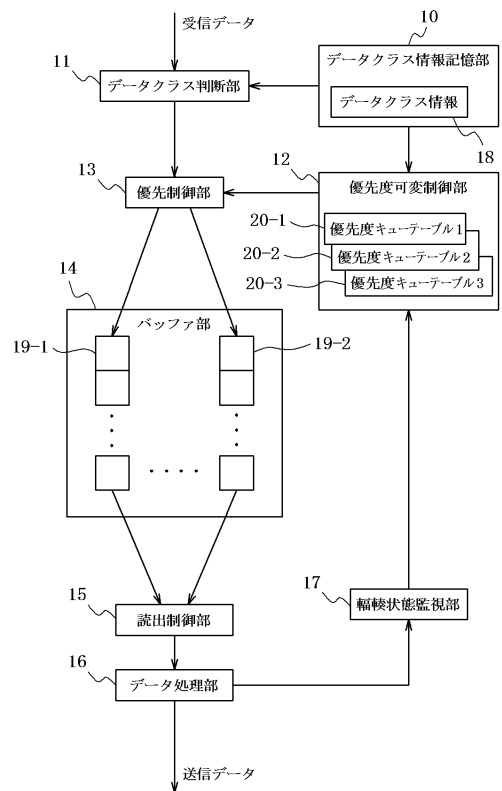 受信データ
10
11
データクラス情報記憶部
データクラス判断部
データクラス情報
18
12
13
優先度可変制御部
優先制御部
20-1
優先度キューテーブル1
20-2
優先度キューテーブル2
20-3
優先度キューテーブル3
14
バッファ部
19-1
19-2
17
15
輻輳状態監視部
読出制御部
16
データ処理部
送信データ